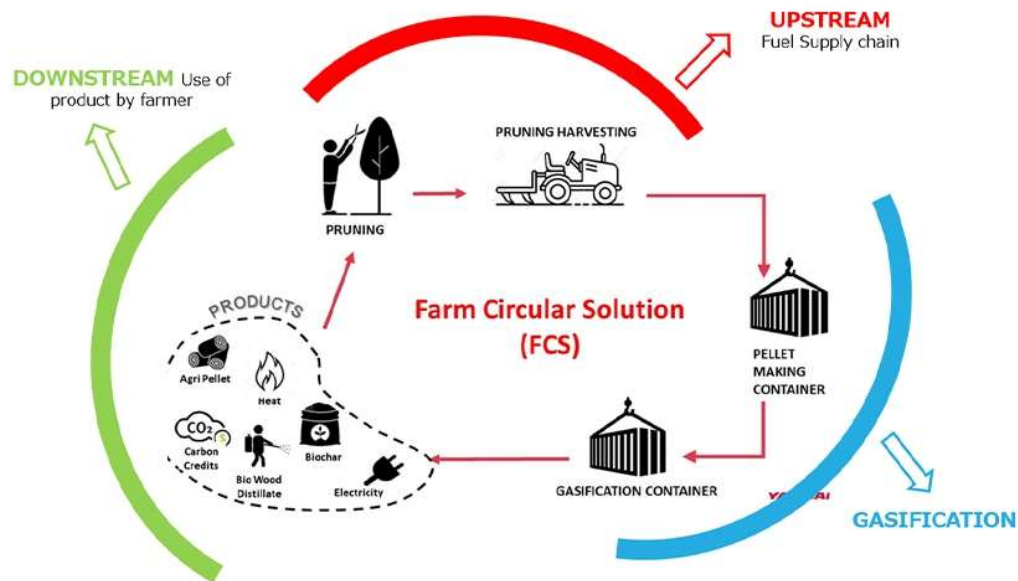 UPSTREAM
Fuel Supply chain
DOWNSTREAM Use of
product by farmer
PRUNING HARVESTING
PRUNING
PRODUCTS
Farm Circular Solution
(FCS)
Agri Pellet
Heat
PELLET
MAKING
CONTAINER
CO₂
$
Carbon
Credits
Bio Wood
Distillate
Biochar
Electricity
GASIFICATION CONTAINER
GASIFICATION